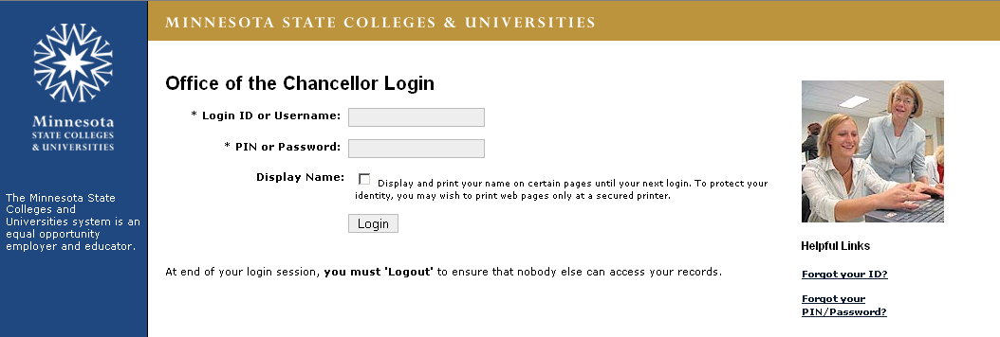 Minnesota
STATE COLLEGES
& UNIVERSITIES
The Minnesota State
Colleges and
Universities system is an
equal opportunity
employer and educator.
MINNESOTA STATE COLLEGES & UNIVERSITIES
Office of the Chancellor Login
* Login ID or Username:
* PIN or Password:
Display Name: Display and print your name on certain pages until your next login. To protect your
identity, you may wish to print web pages only at a secured printer.
Login
At end of your login session, you must 'Logout' to ensure that nobody else can access your records.
Helpful Links
Forgot your ID?
Forgot your
PIN/Password?